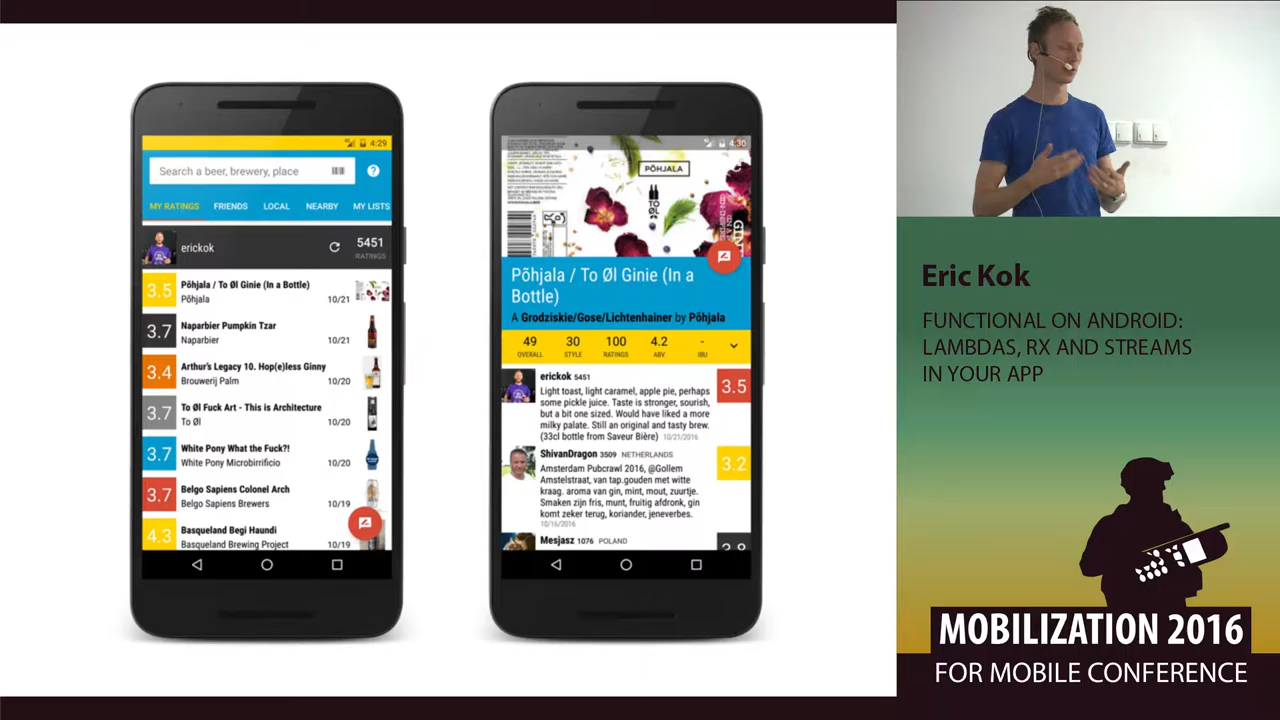 4:29
Search a beer, brewery, place
?
MY RATINGS FRIENDS LOCAL NEARBY MY LISTS
erickok
5451
RATINGS
3.5
Põhjala / To Øl Ginie (In a Bottle)
Põhjala
10/21
3.7
Naparbier Pumpkin Tzar
Naparbier
10/21
3.4
Arthur's Legacy 10. Hop(e)less Ginny
Brouwerij Palm
10/20
3.7
To Øl Fuck Art - This is Architecture
To Øl
10/20
3.7
White Pony What the Fuck?!
White Pony Microbirrificio
10/20
3.7
Belgo Sapiens Colonel Arch
Belgo Sapiens Brewers
10/19
4.3
Basqueland Begi Haundi
Basqueland Brewing Project
10/19
4:30
PÕHJALA
TO ØL
Põhjala / To Øl Ginie (In a
Bottle)
A Grodziskie/Gose/Lichtenhainer by Põhjala
49 30 100 4.2 -
OVERALL STYLE RATINGS ABV IBU
erickok 5451
Light toast, light caramel, apple pie, perhaps
some pickle juice. Taste is stronger, sourish,
but a bit one sized. Would have liked a more
milky palate. Still an original and tasty brew.
(33cl bottle from Saveur Bière) 10/21/2016
3.5
ShivanDragon 3509 NETHERLANDS
Amsterdam Pubcrawl 2016, @Gollem
Amstelstraat, van tap.gouden met witte
kraag. aroma van gin, mint, mout, zuurtje.
Smaken zijn fris, munt, fruitig afdronk, gin
komt zeker terug, koriander, jeneverbes.
10/16/2016
3.2
Mesjasz 1076 POLAND
Eric Kok
FUNCTIONAL ON ANDROID:
LAMBDAS, RX AND STREAMS
IN YOUR APP
MOBILIZATION 2016
FOR MOBILE CONFERENCE